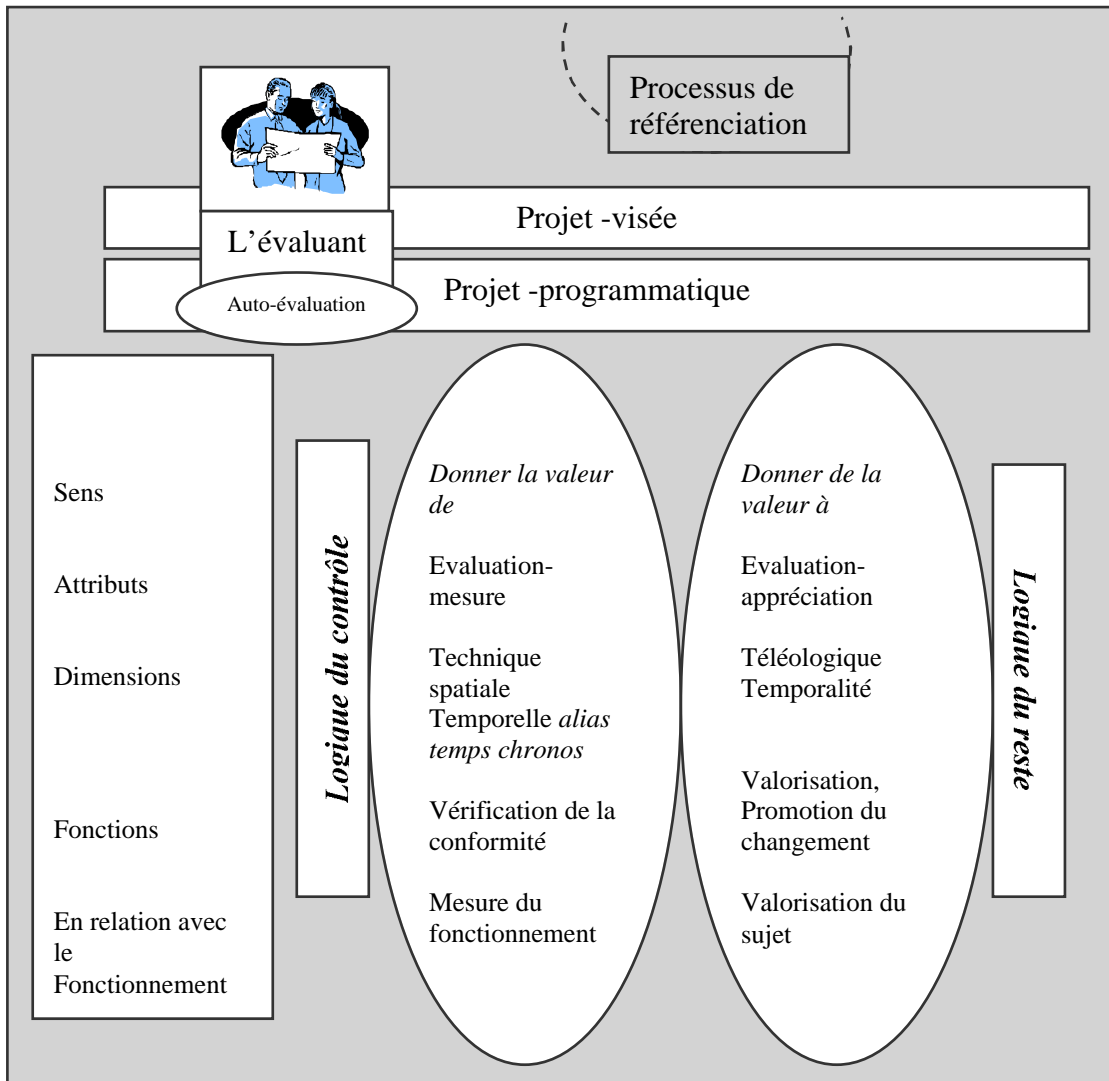 Processus de
référenciation
Projet -visée
L’évaluant
Projet -programmatique
Auto-évaluation
Sens
Attributs
Dimensions
Fonctions
En relation avec
le
Fonctionnement
Logique du contrôle
Donner la valeur
de
Evaluation-
mesure
Technique
spatiale
Temporelle alias
temps chronos
Vérification de la
conformité
Mesure du
fonctionnement
Donner de la
valeur à
Evaluation-
appréciation
Téléologique
Temporalité
Valorisation,
Promotion du
changement
Valorisation du
sujet
Logique du reste